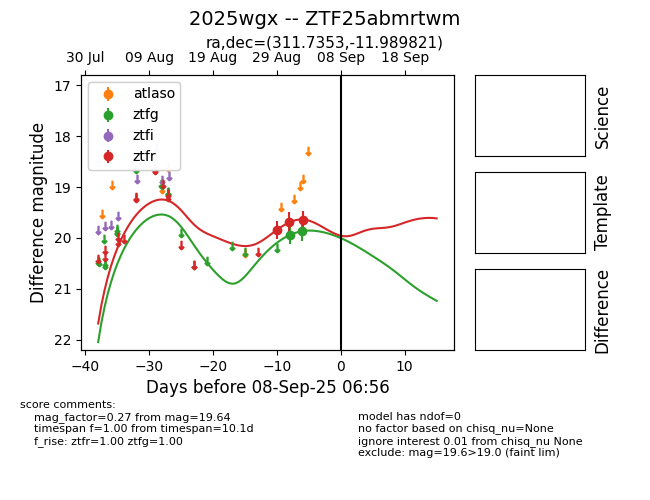 2025wgx -- ZTF25abmrtwm
ra,dec=(311.7353,-11.989821)
30 Jul 09 Aug 19 Aug 29 Aug 08 Sep 18 Sep
17
18
19
20
21
22
Difference magnitude
atlaso
ztfg
ztfi
ztfr
−40 −30 −20 −10 0 10
Days before 08-Sep-25 06:56
Science
Template
Difference
score comments:
mag_factor=0.27 from mag=19.64
timespan f=1.00 from timespan=10.1d
f_rise: ztfr=1.00 ztfg=1.00
model has ndof=0
no factor based on chisq_nu=None
ignore interest 0.01 from chisq_nu None
exclude: mag=19.6>19.0 (faint lim)